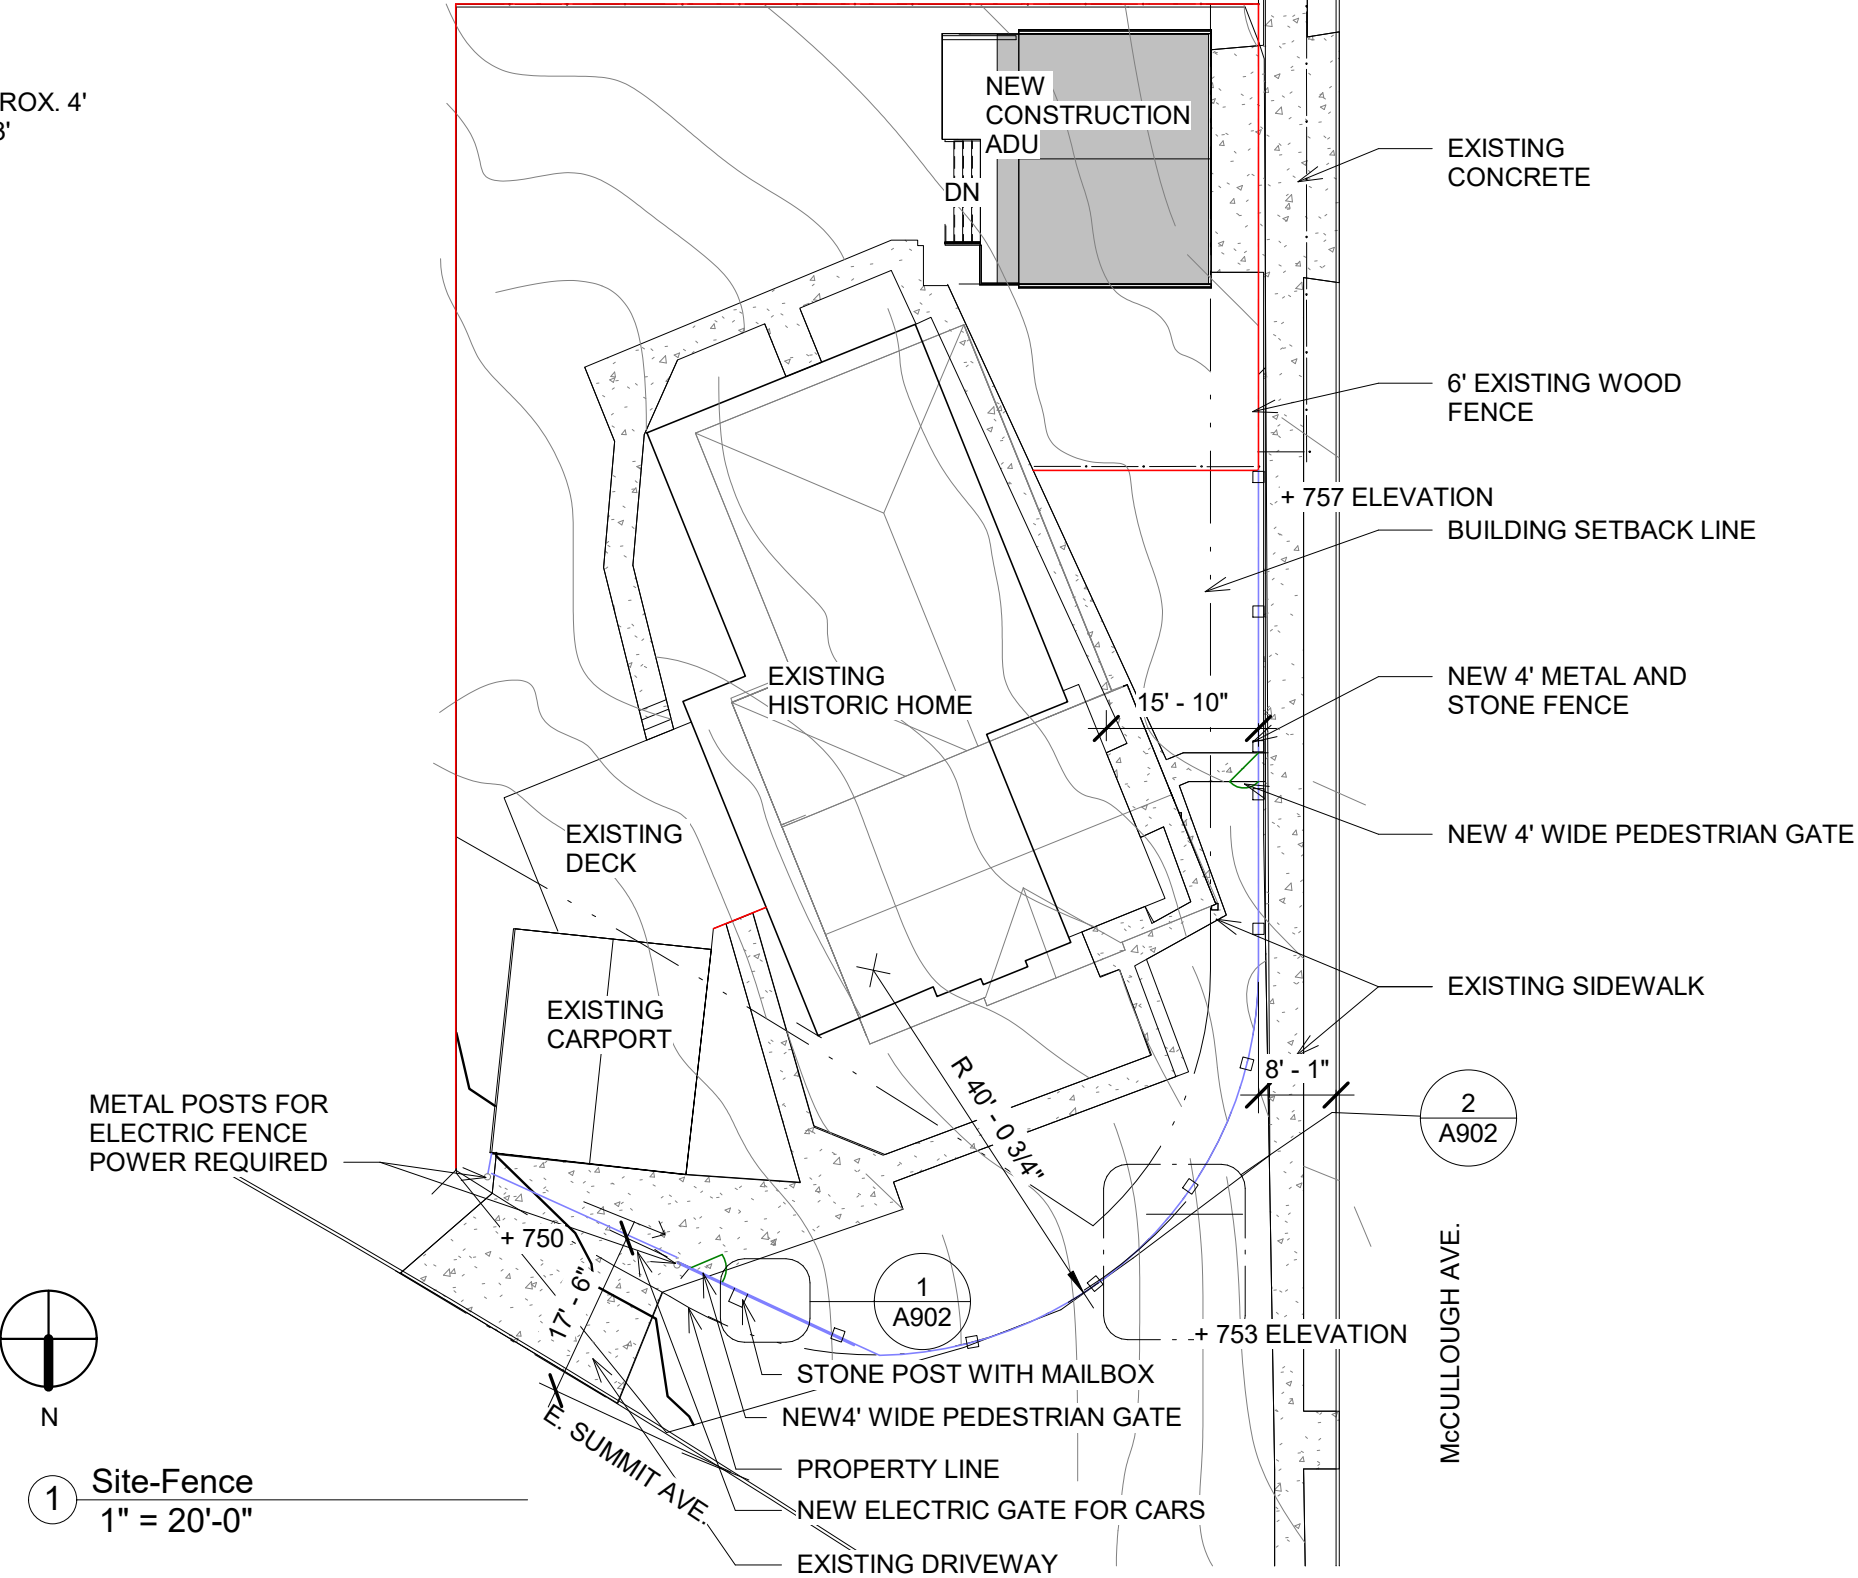 ROX. 4'
3'
NEW
CONSTRUCTION
ADU
DN
EXISTING
CONCRETE
6' EXISTING WOOD
FENCE
+ 757 ELEVATION
BUILDING SETBACK LINE
NEW 4' METAL AND
STONE FENCE
15' - 10"
EXISTING
HISTORIC HOME
NEW 4' WIDE PEDESTRIAN GATE
EXISTING
DECK
EXISTING SIDEWALK
EXISTING
CARPORT
8' - 1"
R 40' - 0 3/4"
2
A902
METAL POSTS FOR
ELECTRIC FENCE
POWER REQUIRED
+ 750
17' - 6"
1
A902
+ 753 ELEVATION
McCULLOUGH AVE.
STONE POST WITH MAILBOX
NEW4' WIDE PEDESTRIAN GATE
PROPERTY LINE
NEW ELECTRIC GATE FOR CARS
EXISTING DRIVEWAY
E. SUMMIT AVE.
N
1
Site-Fence
1" = 20'-0"